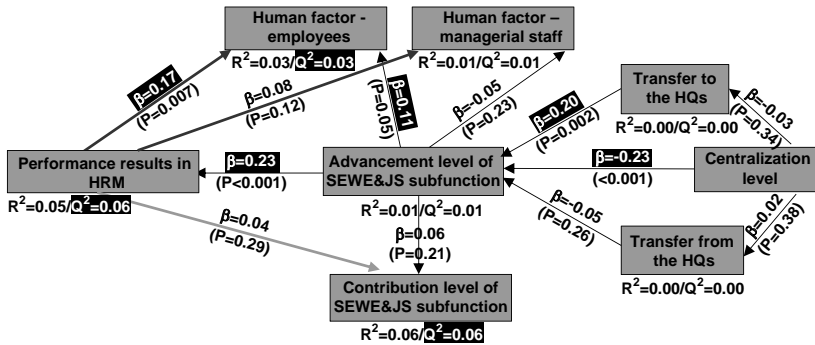 Human factor -
employees
R²=0.03/Q²=0.03
Human factor –
managerial staff
R²=0.01/Q²=0.01
β=0.17
(P=0.007)
β=0.08
(P=0.12)
β=0.11
(P=0.05)
β=-0.05
(P=0.23)
β=0.20
(P=0.002)
Transfer to
the HQs
R²=0.00/Q²=0.00
β=-0.03
(P=0.34)
Performance results in
HRM
R²=0.05/Q²=0.06
β=0.23
(P<0.001)
Advancement level of
SEWE&JS subfunction
R²=0.01/Q²=0.01
β=-0.23
(<0.001)
Centralization
level
β=0.04
(P=0.29)
β=0.06
(P=0.21)
β=-0.05
(P=0.26)
β=0.02
(P=0.38)
Transfer from
the HQs
R²=0.00/Q²=0.00
Contribution level of
SEWE&JS subfunction
R²=0.06/Q²=0.06